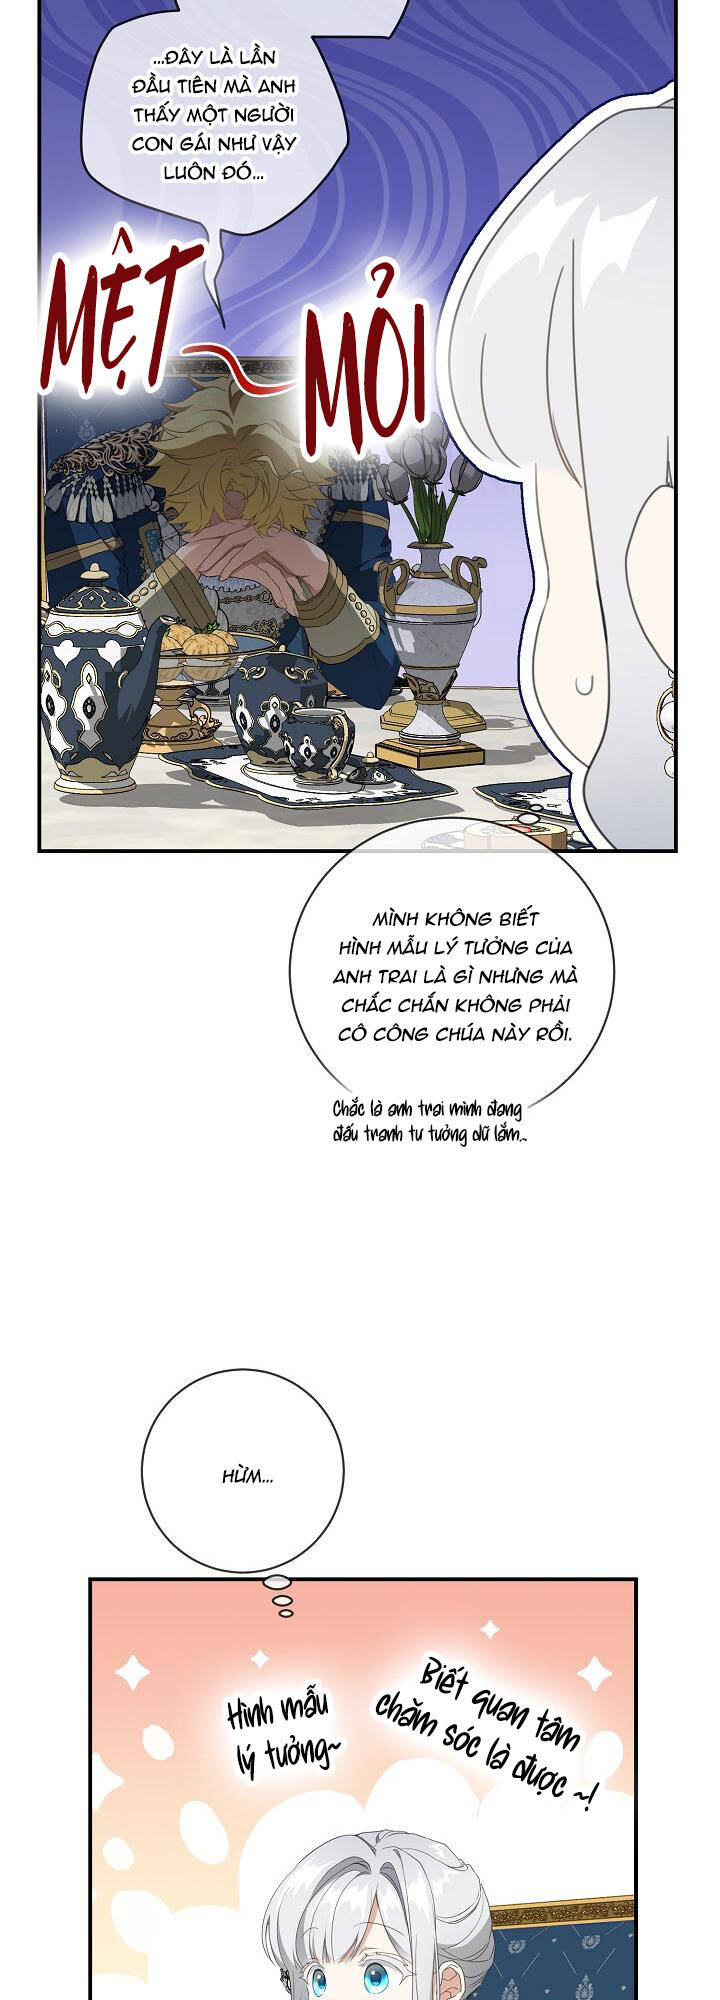 ...ĐÂY LÀ LẦN
ĐẦU TIÊN MÀ ANH
THẤY MỘT NGƯỜI
CON GÁI NHƯ VẬY
LUÔN ĐÓ...
MỆT ~ MỎI
MÌNH KHÔNG BIẾT
HÌNH MẪU LÝ TƯỞNG CỦA
ANH TRAI LÀ GÌ NHƯNG MÀ
CHẮC CHẮN KHÔNG PHẢI
CÔ CÔNG CHÚA NÀY RỒI.
Chắc là anh trai mình đang
đấu tranh tư tưởng dữ lắm..
HỪM...
Hình mẫu
lý tưởng~
Biết quan tâm
chăm sóc là được ~!